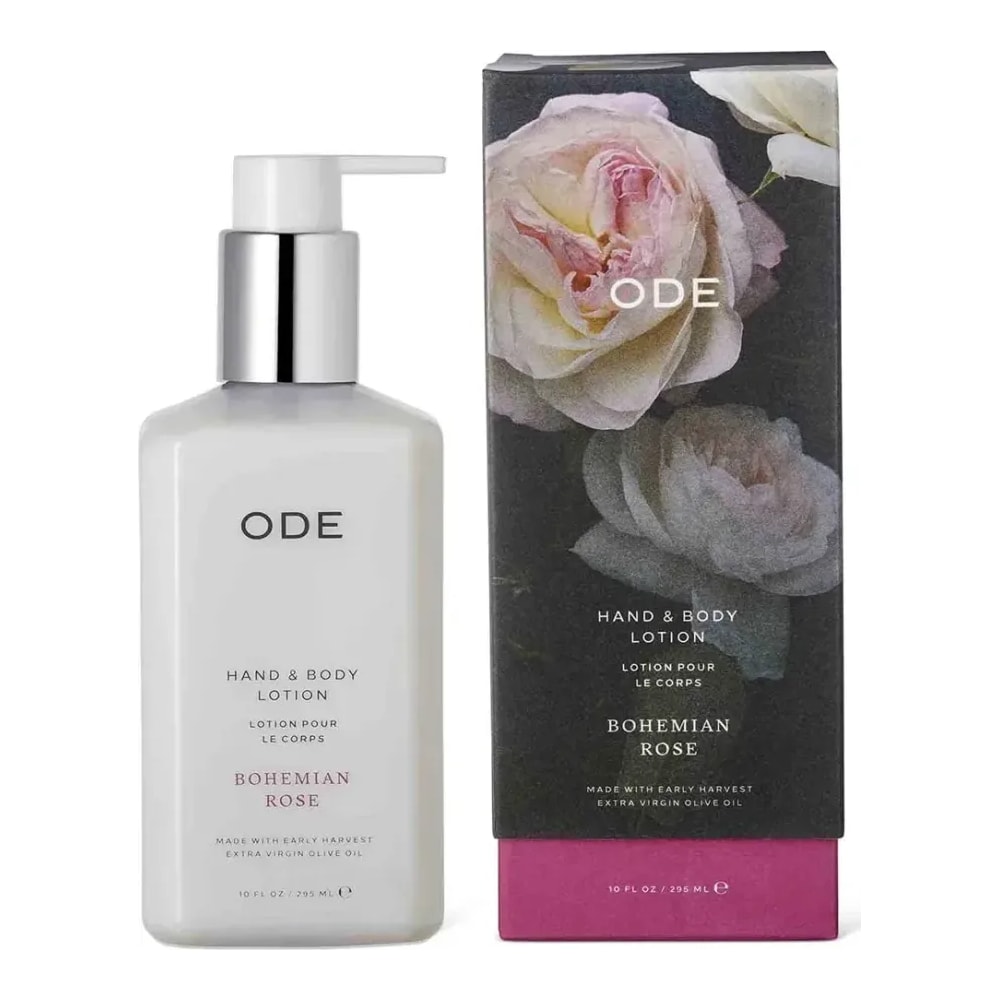 ODE
HAND & BODY
LOTION
LOTION POUR
LE CORPS
BOHEMIAN
ROSE
MADE WITH EARLY HARVEST
EXTRA VIRGIN OLIVE OIL
10 FL OZ / 295 ML ℮
ODE
HAND & BODY
LOTION
LOTION POUR
LE CORPS
BOHEMIAN
ROSE
MADE WITH EARLY HARVEST
EXTRA VIRGIN OLIVE OIL
10 FL OZ / 295 ML ℮